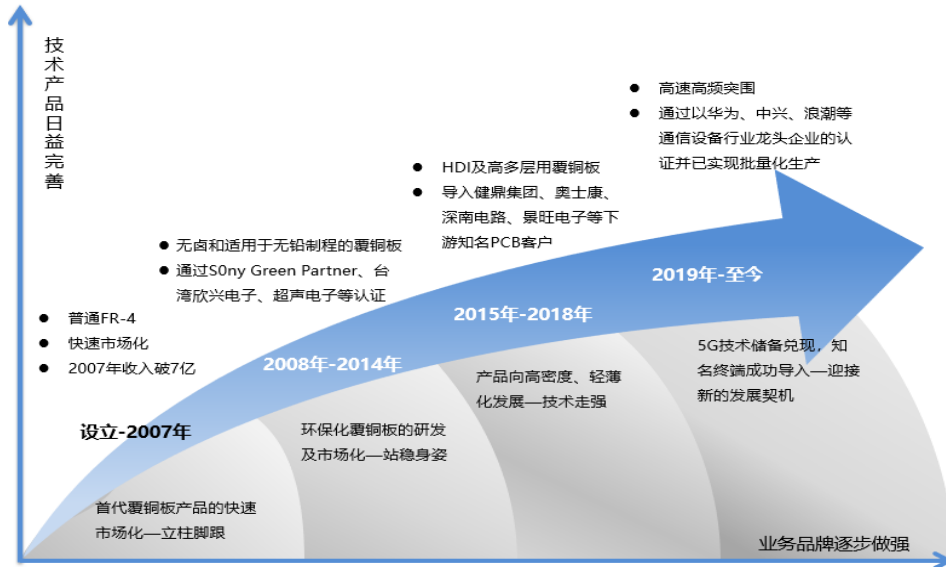 技术产品日益完善
高速高频突围
通过以华为、中兴、浪潮等
通信设备行业龙头企业的认
证并已实现批量化生产
HDI及高多层用覆铜板
导入健鼎集团、奥士康、
深南电路、景旺电子等下
游知名PCB客户
无卤和适用于无铅制程的覆铜板
通过S0ny Green Partner、台
湾欣兴电子、超声电子等认证
普通FR-4
快速市场化
2007年收入破7亿
设立-2007年
2008年-2014年
2015年-2018年
2019年-至今
首代覆铜板产品的快速
市场化—立柱脚跟
环保化覆铜板的研发
及市场化—站稳身姿
产品向高密度、轻薄
化发展—技术走强
5G技术储备兑现，知
名终端成功导入—迎接
新的发展契机
业务品牌逐步做强